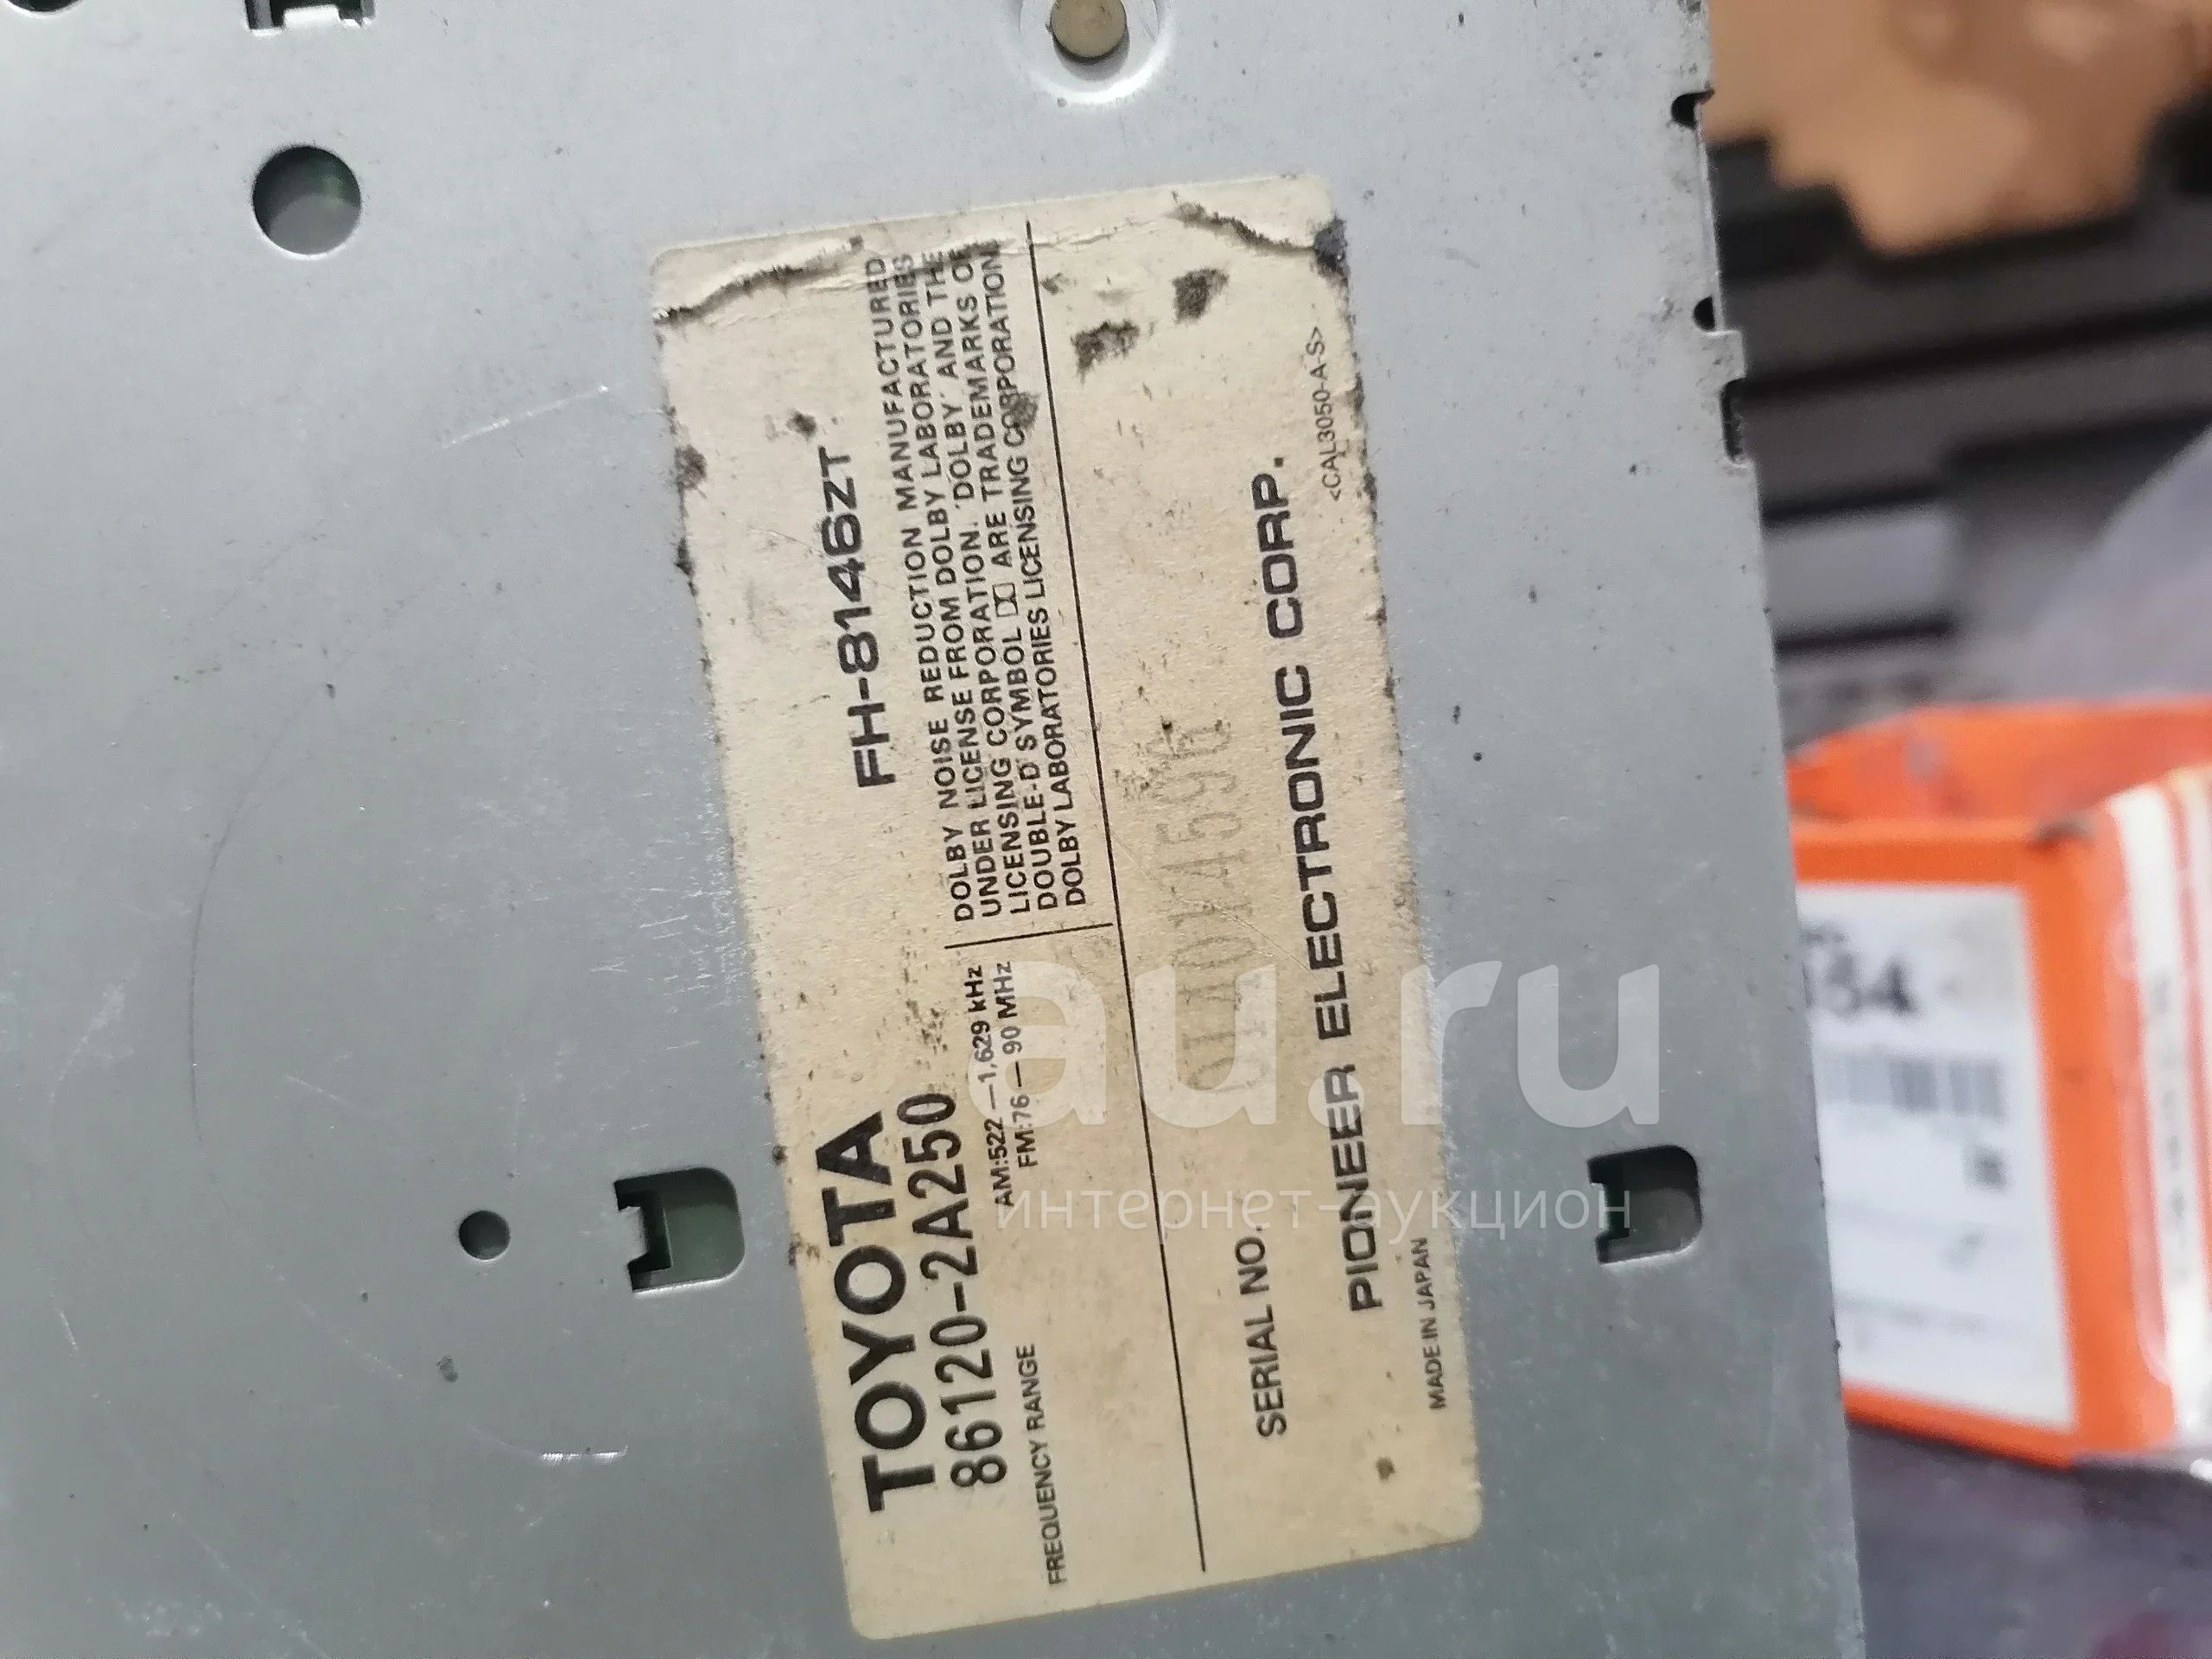 TOYOTA
86120-2A250
FH-8146ZT
FREQUENCY RANGE
AM:522—1,629 kHz
FM:76—90 MHz
DOLBY NOISE REDUCTION MANUFACTURED
UNDER LICENSE FROM DOLBY LABORATORIES
LICENSING CORPORATION. 'DOLBY' AND THE
DOUBLE-D SYMBOL ARE TRADEMARKS OF
DOLBY LABORATORIES LICENSING CORPORATION.
SERIAL NO.
PIONEER ELECTRONIC CORP.
MADE IN JAPAN
<CAL3050-A-S>
au.ru
интернет-аукцион